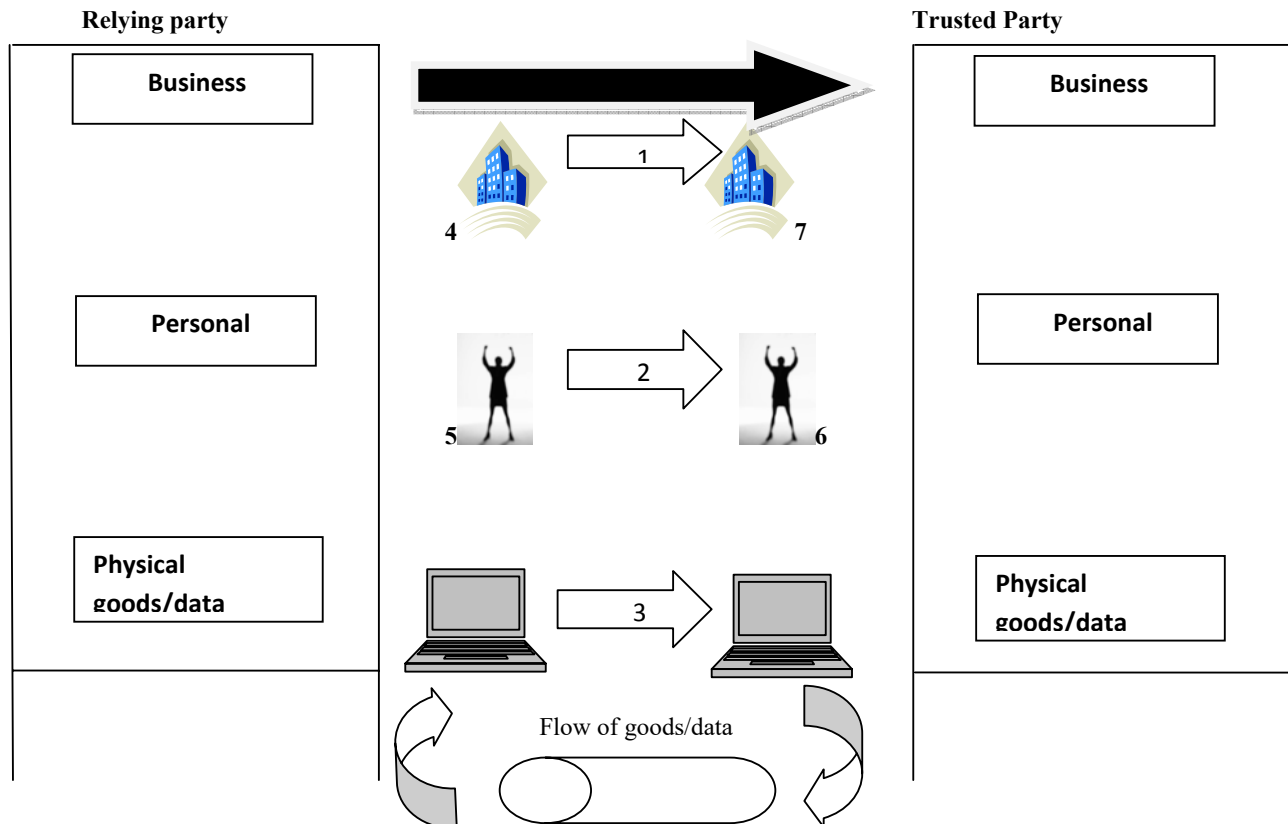 Relying party
Trusted Party
Business
Business
1
4
7
Personal
Personal
2
5
6
Physical
goods/data
Physical
goods/data
3
Flow of goods/data